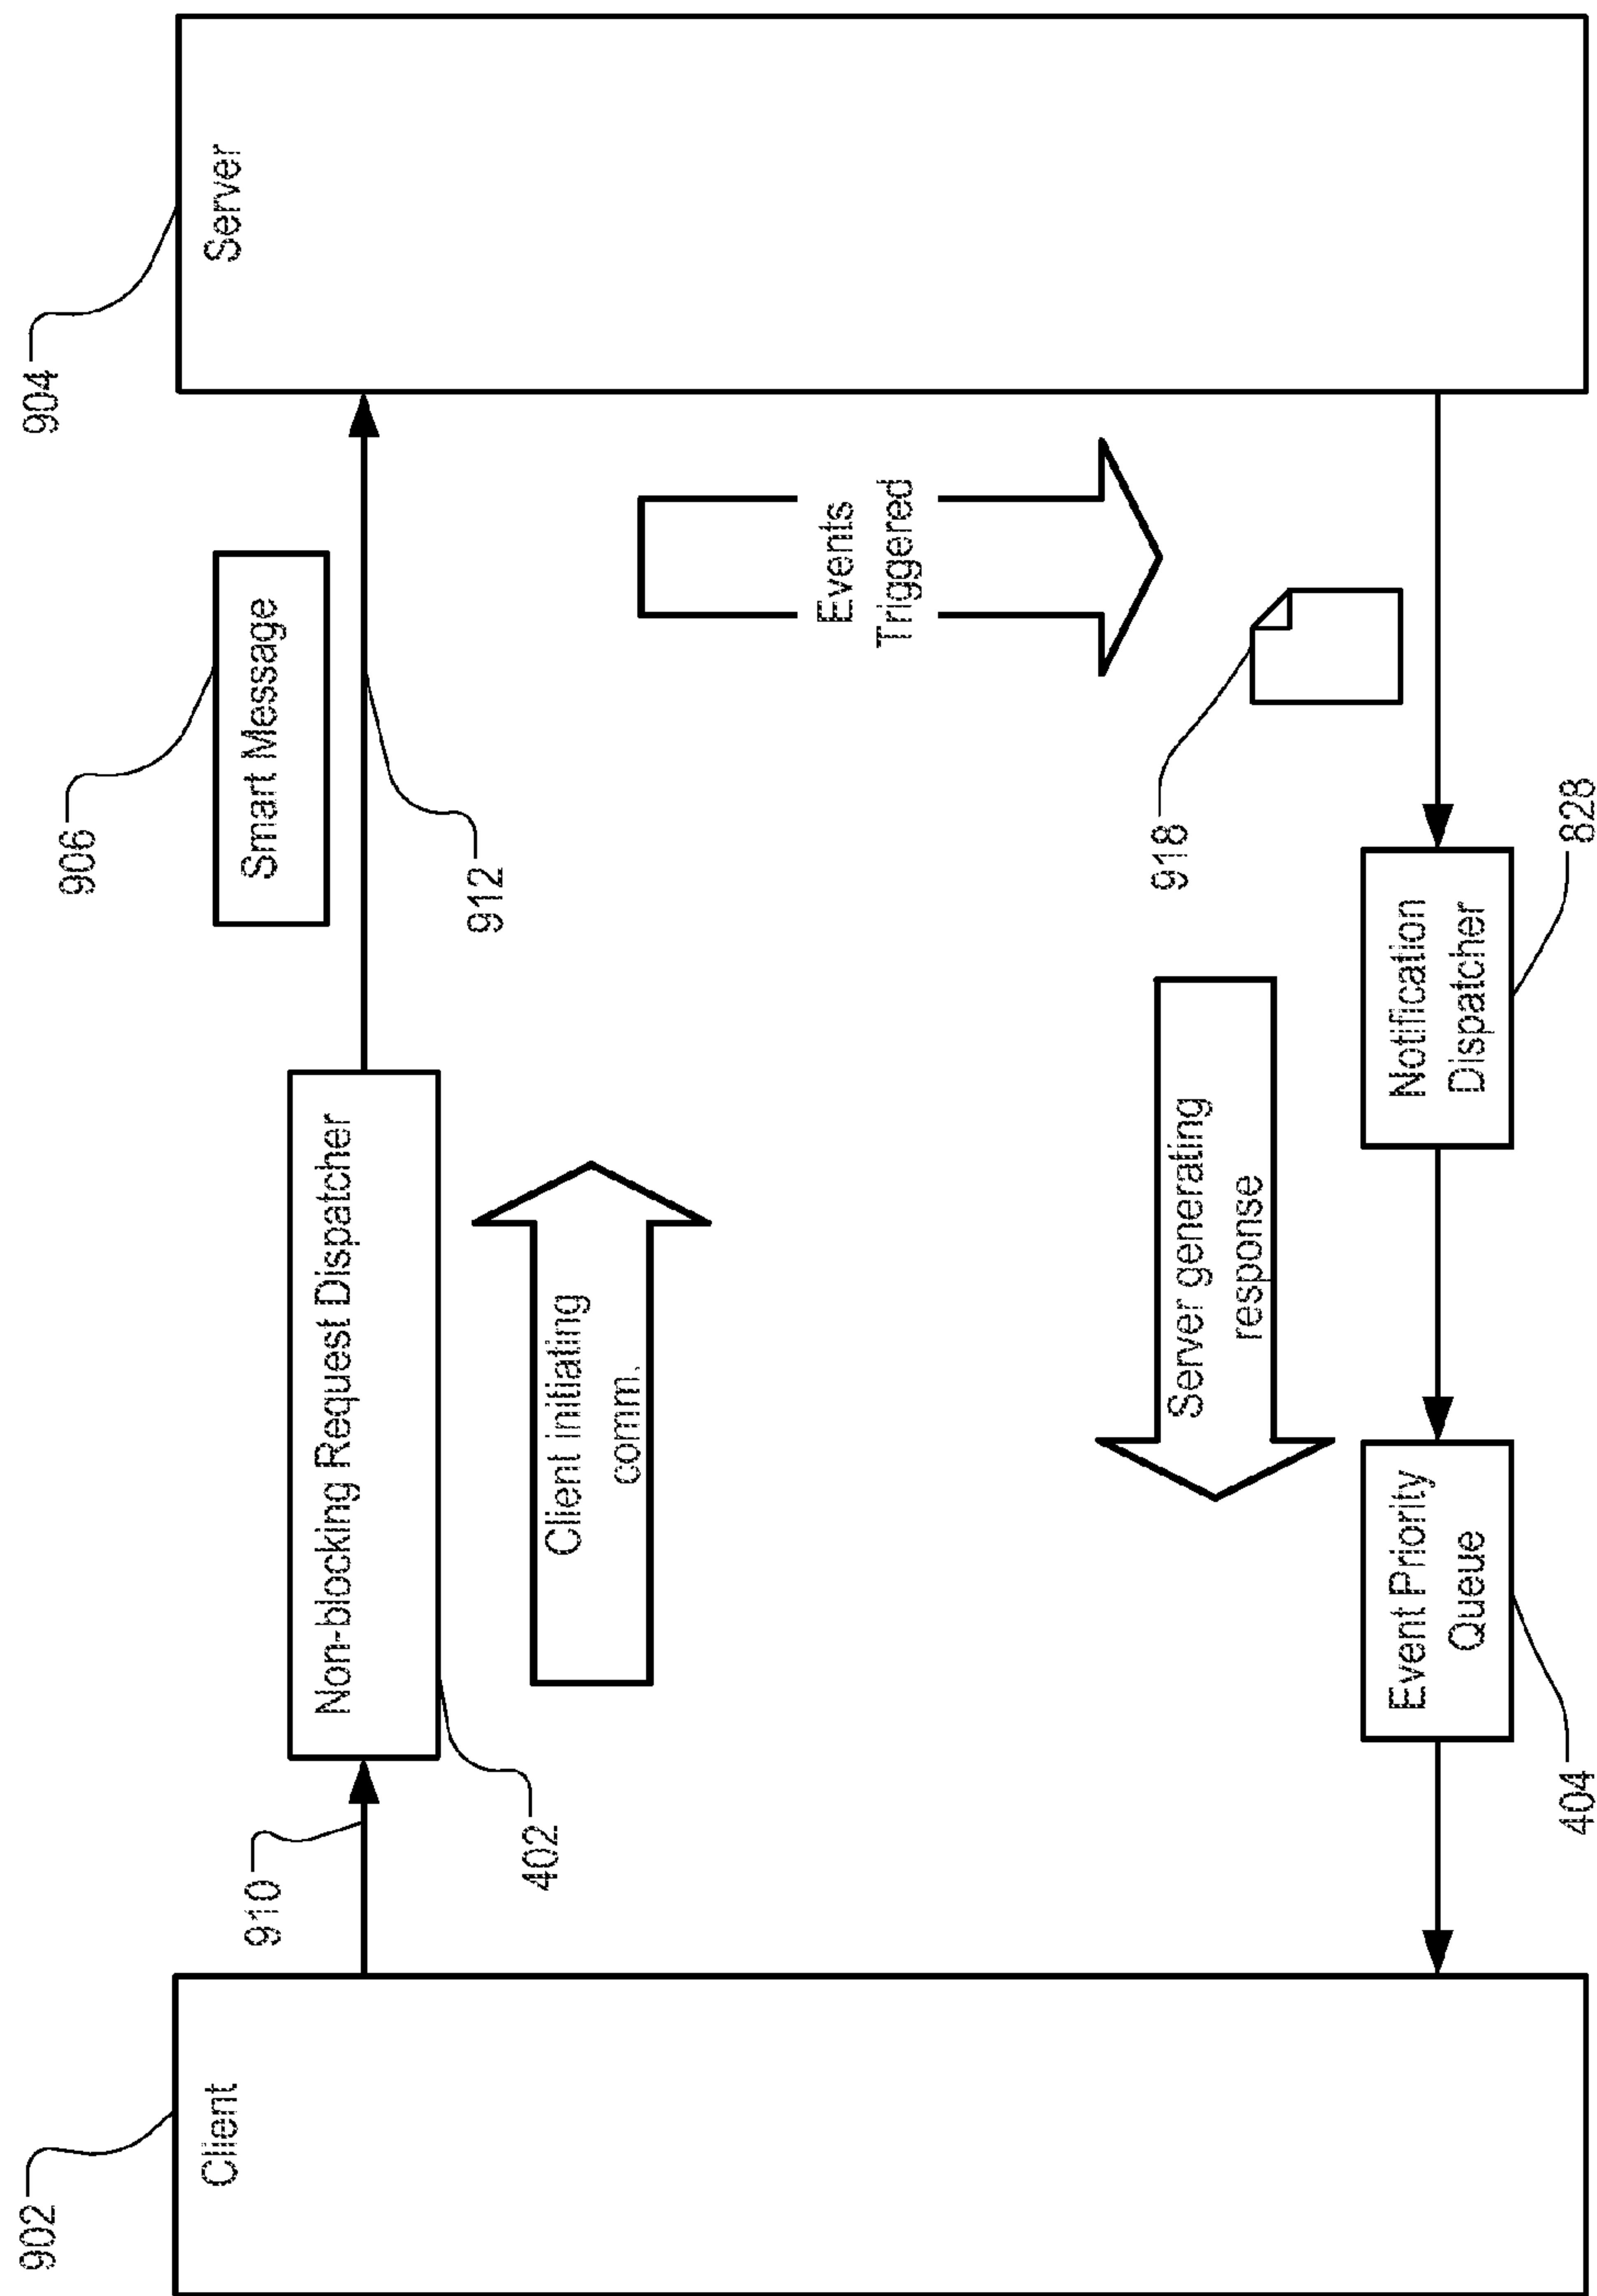 904
Server
906
Smart Message
912
Events
Triggered
918
828
Notification
Dispatcher
Non-blocking Request Dispatcher
Client initiating
comm.
Server generating
response
910
402
Event Priority
Queue
404
902
Client